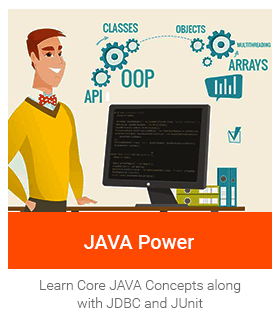 CLASSES
OBJECTS
MULTITHREADING
OOP
ARRAYS
API
JAVA Power
Learn Core JAVA Concepts along
with JDBC and JUnit